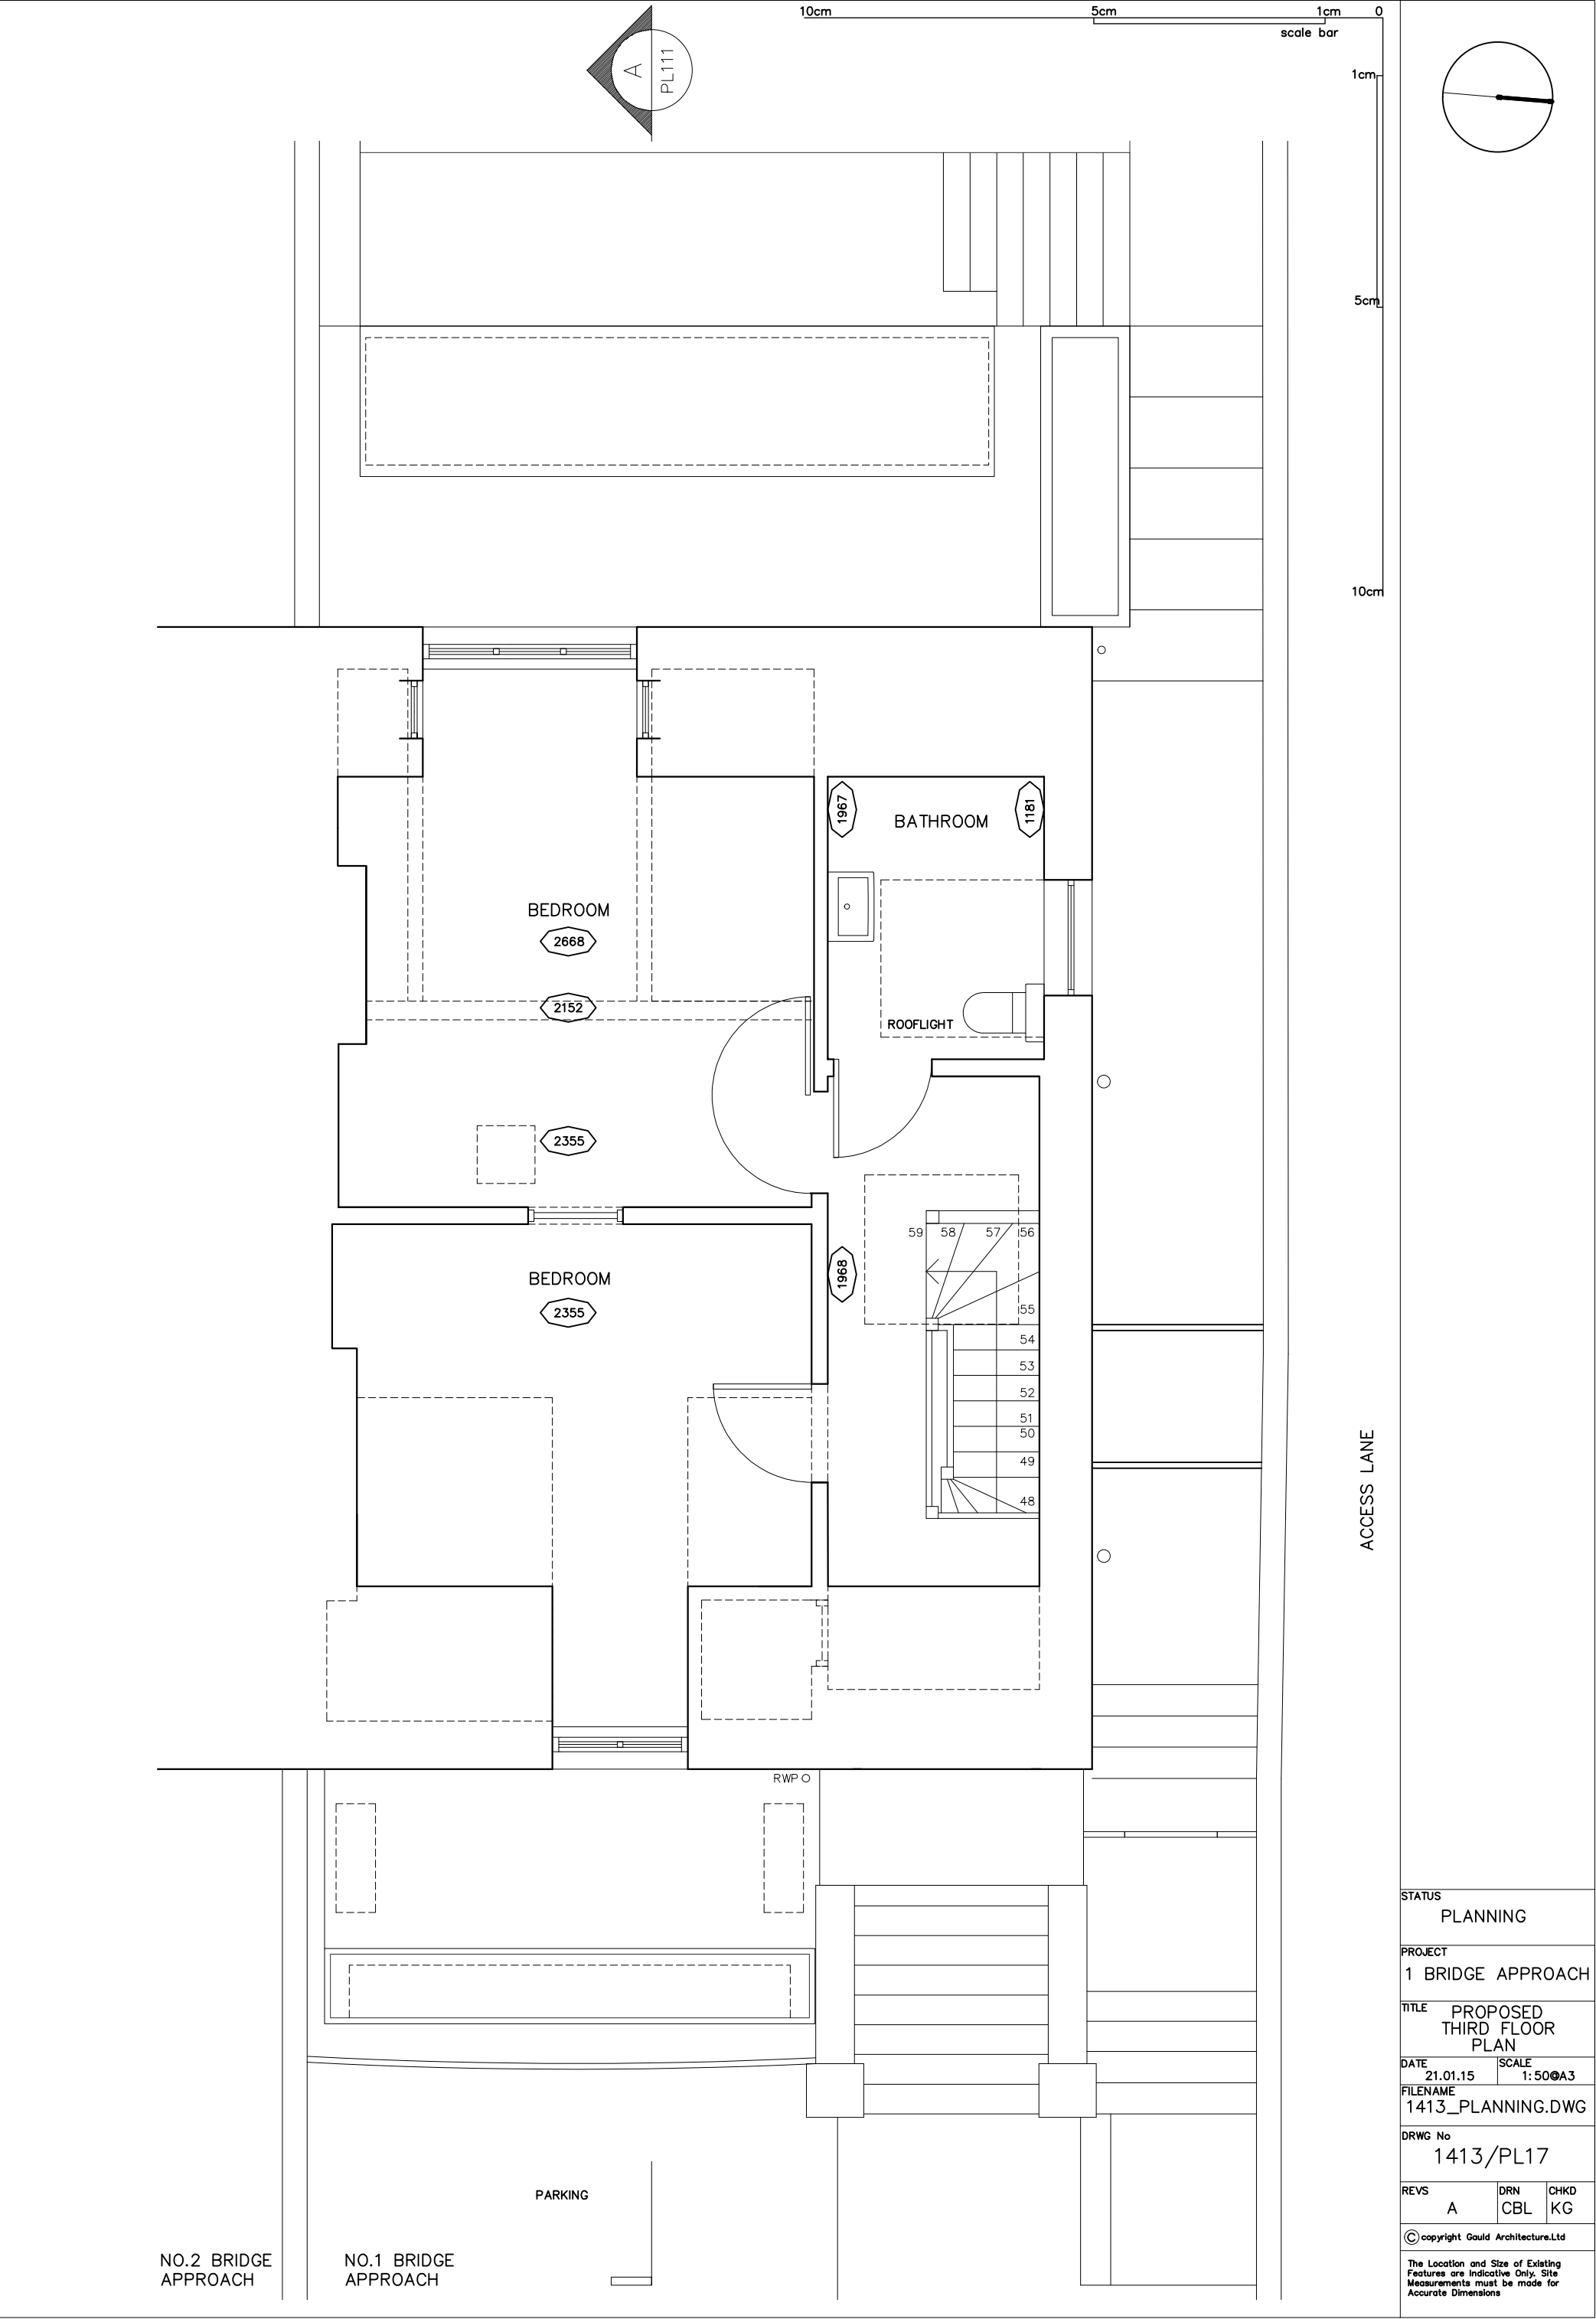 10cm
5cm
1cm
0
scale bar
1cm
5cm
10cm
A
PL111
1967
BATHROOM
1181
BEDROOM
2668
2152
ROOFLIGHT
2355
59
58
57
56
BEDROOM
2355
1968
55
54
53
52
51
50
49
48
ACCESS LANE
RWP
PARKING
NO.2 BRIDGE
APPROACH
NO.1 BRIDGE
APPROACH
STATUS
PLANNING
PROJECT
1 BRIDGE APPROACH
TITLE
PROPOSED
THIRD FLOOR
PLAN
DATE
21.01.15
SCALE
1:50@A3
FILENAME
1413_PLANNING.DWG
DRWG No
1413/PL17
REVS
A
DRN
CBL
CHKD
KG
© copyright Gauld Architecture.Ltd
The Location and Size of Existing
Features are Indicative Only. Site
Measurements must be made for
Accurate Dimensions